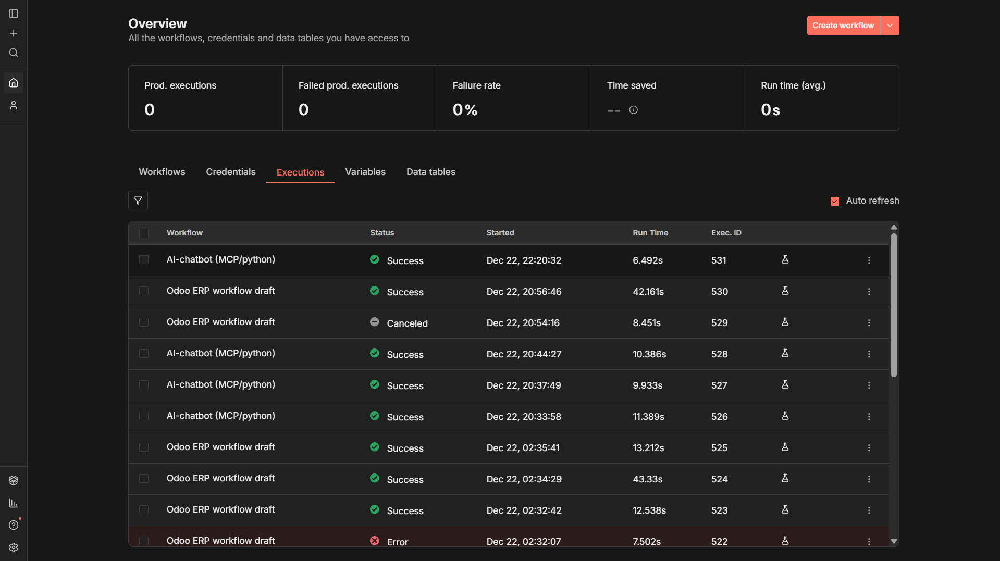 Overview
Create workflow
All the workflows, credentials and data tables you have access to
Prod. executions Failed prod. executions Failure rate Time saved Run time (avg.)
0 0 0% -- 0s
Workflows Credentials Executions Variables Data tables
Auto refresh
Workflow Status Started Run Time Exec. ID
AI-chatbot (MCP/python) Success Dec 22, 22:20:32 6.492s 531
Odoo ERP workflow draft Success Dec 22, 20:56:46 42.161s 530
Odoo ERP workflow draft Canceled Dec 22, 20:54:16 8.451s 529
AI-chatbot (MCP/python) Success Dec 22, 20:44:27 10.386s 528
AI-chatbot (MCP/python) Success Dec 22, 20:37:49 9.933s 527
AI-chatbot (MCP/python) Success Dec 22, 20:33:58 11.389s 526
Odoo ERP workflow draft Success Dec 22, 02:35:41 13.212s 525
Odoo ERP workflow draft Success Dec 22, 02:34:29 43.33s 524
Odoo ERP workflow draft Success Dec 22, 02:32:42 12.538s 523
Odoo ERP workflow draft Error Dec 22, 02:32:07 7.502s 522